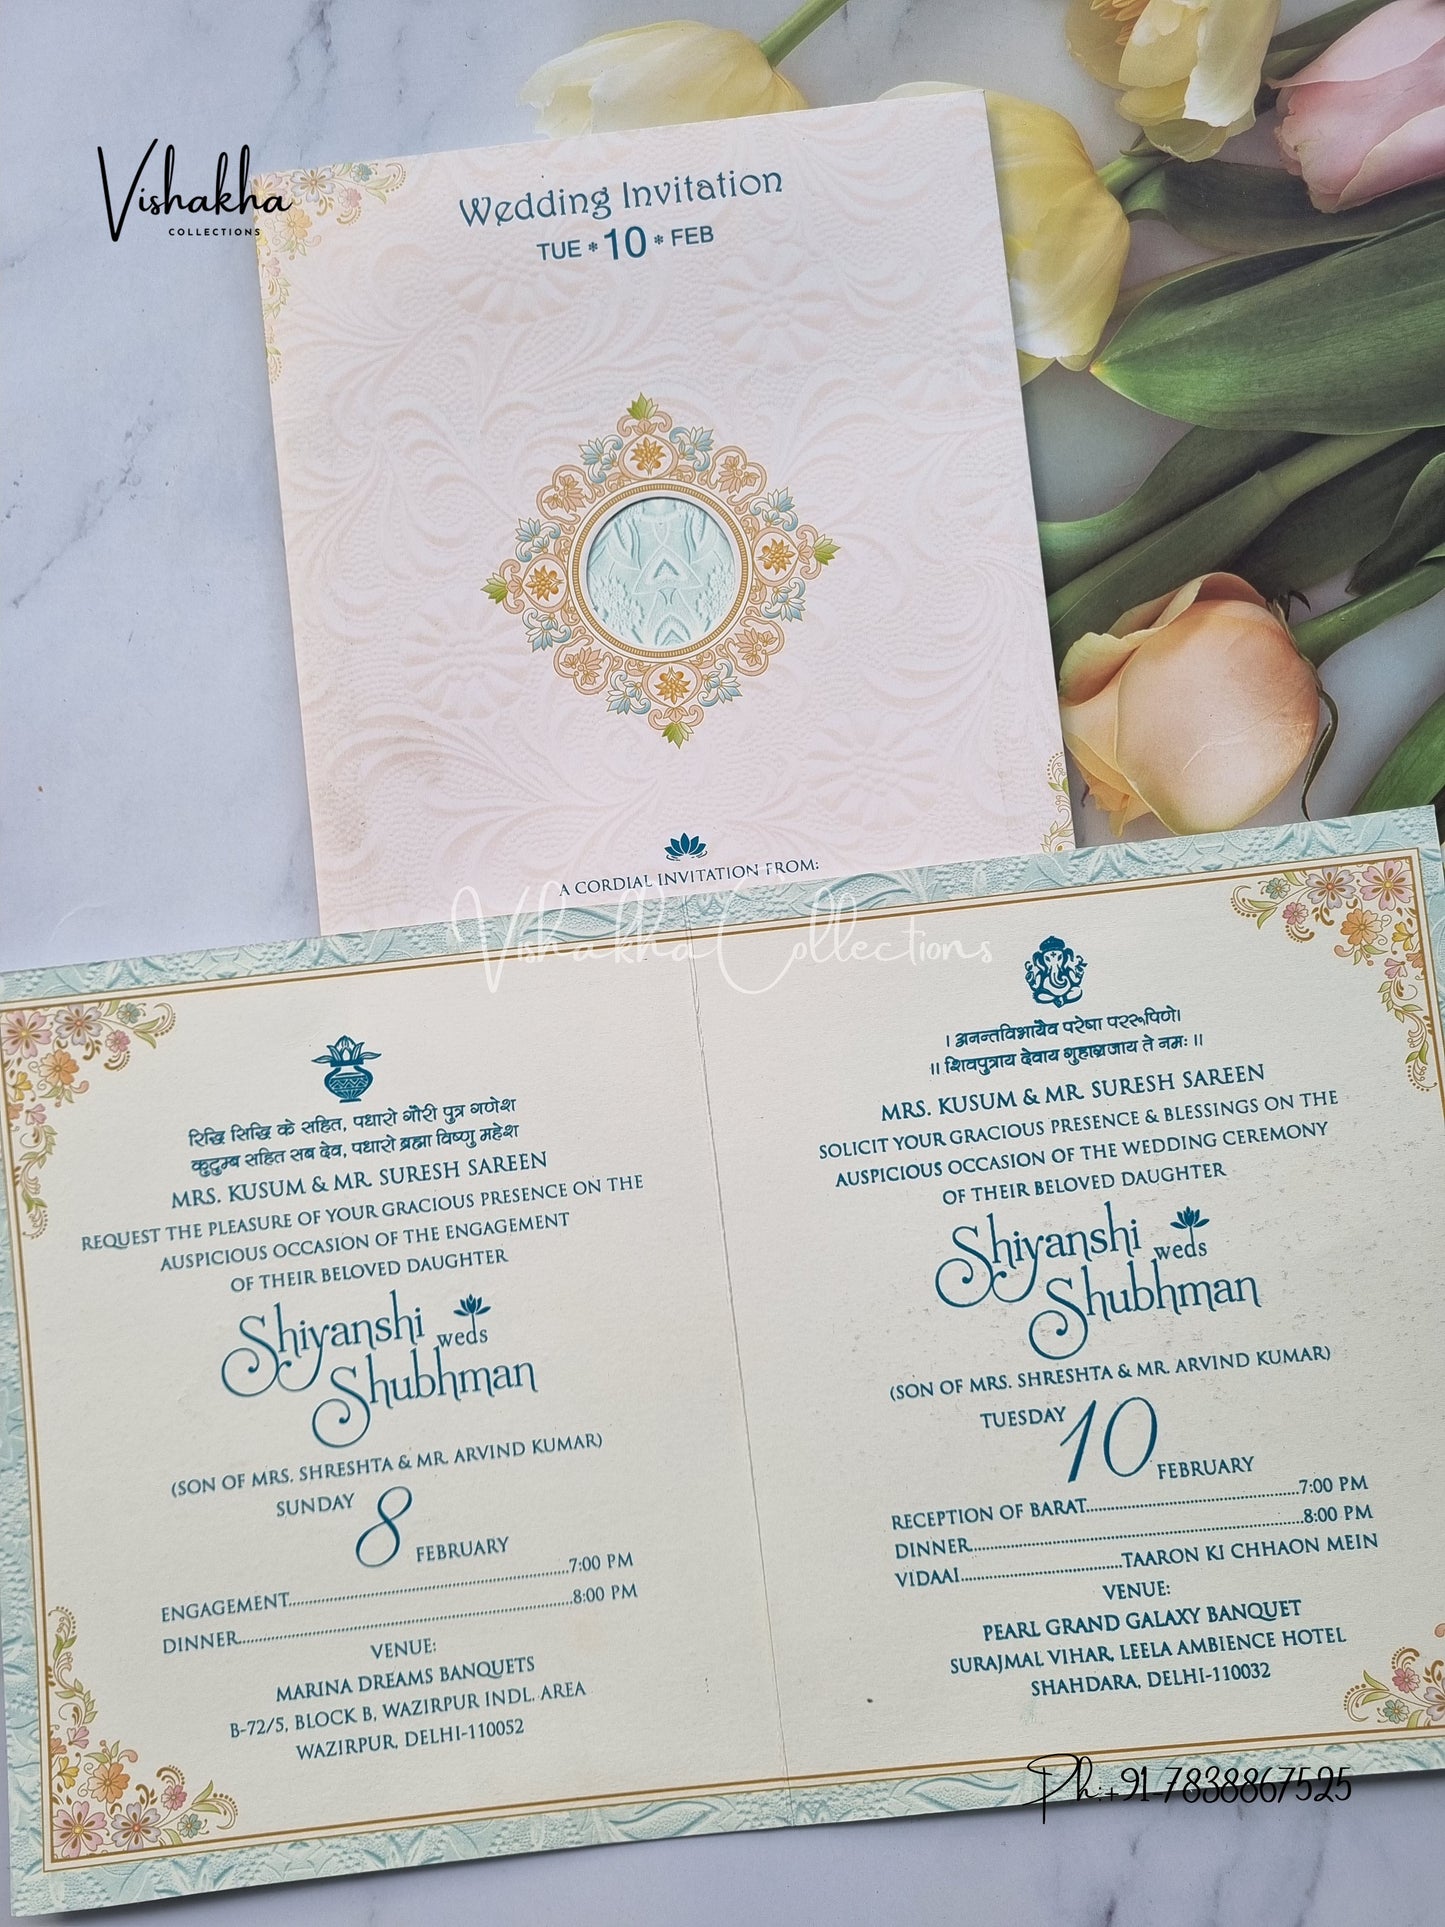 Vishakha
COLLECTIONS
Wedding Invitation
TUE * 10 * FEB
A CORDIAL INVITATION FROM:
Vishakha Collections
रिद्धि सिद्धि के सहित, पधारो गौरी पुत्र गणेश
कुटुम्ब सहित सब देव, पधारो ब्रह्मा विष्णु महेश
MRS. KUSUM & MR. SURESH SAREEN
REQUEST THE PLEASURE OF YOUR GRACIOUS PRESENCE ON THE
AUSPICIOUS OCCASION OF THE ENGAGEMENT
OF THEIR BELOVED DAUGHTER
Shiyanshi weds
Shubhman
(SON OF MRS. SHRESHTA & MR. ARVIND KUMAR)
SUNDAY 8 FEBRUARY
ENGAGEMENT..........7:00 PM
DINNER..........8:00 PM
VENUE:
MARINA DREAMS BANQUETS
B-72/5, BLOCK B, WAZIRPUR INDL. AREA
WAZIRPUR, DELHI-110052
। अनन्तविभायैव परेषा पररूपिणे।
।। शिवपुत्राय देवाय गुहाग्रजाय ते नमः ।।
MRS. KUSUM & MR. SURESH SAREEN
SOLICIT YOUR GRACIOUS PRESENCE & BLESSINGS ON THE
AUSPICIOUS OCCASION OF THE WEDDING CEREMONY
OF THEIR BELOVED DAUGHTER
Shiyanshi weds
Shubhman
(SON OF MRS. SHRESHTA & MR. ARVIND KUMAR)
TUESDAY 10 FEBRUARY
RECEPTION OF BARAT..........7:00 PM
DINNER..........8:00 PM
VIDAAI..........TAARON KI CHHAON MEIN
VENUE:
PEARL GRAND GALAXY BANQUET
SURAJMAL VIHAR, LEELA AMBIENCE HOTEL
SHAHDARA, DELHI-110032
Ph:+91-7838867525